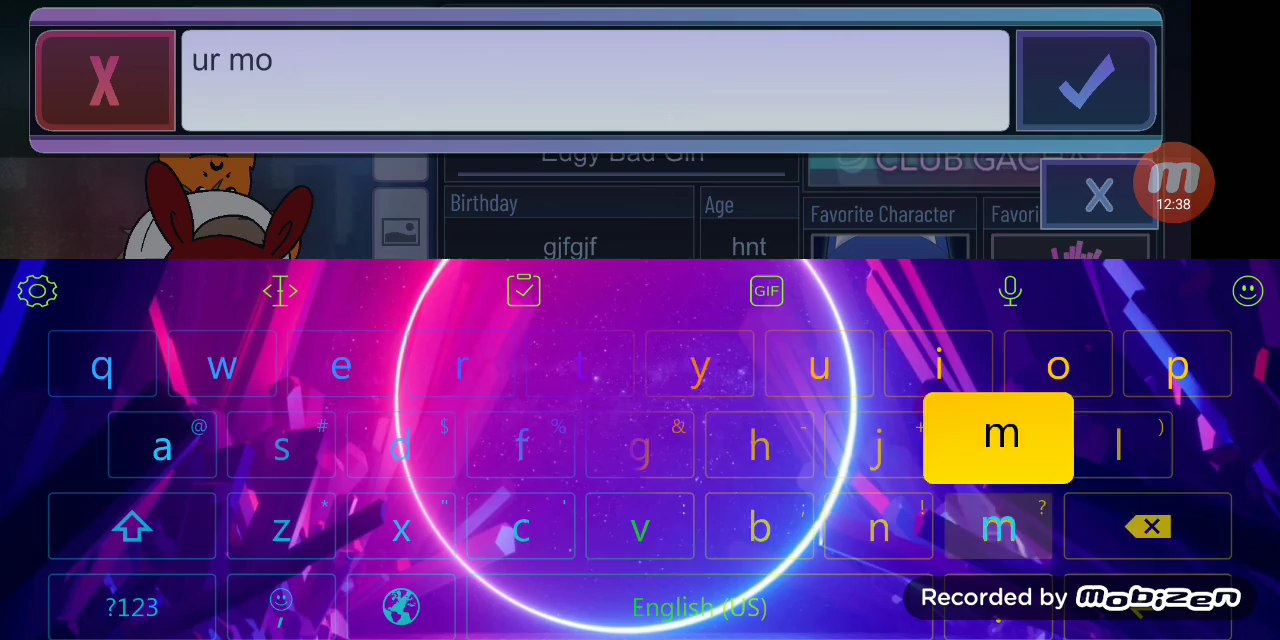 X
ur mo
Edgy Bad Girl
CLUB GACHA
Birthday
Age
Favorite Character
Favori
X
12:38
gjfgjf
hnt
GIF
q w e r t y u i o p
@ # $ % & - + )
a s d f g h j m l
* " ' : ; ! ?
z x c v b n m
?123
English (US)
Recorded by mobizen